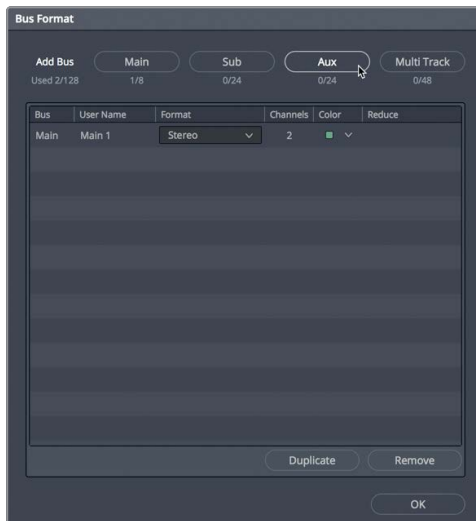 Bus Format
Add Bus Main Sub Aux Multi Track
Used 2/128 1/8 0/24 0/24 0/48
Bus User Name Format Channels Color Reduce
Main Main 1 Stereo 2
Duplicate Remove
OK